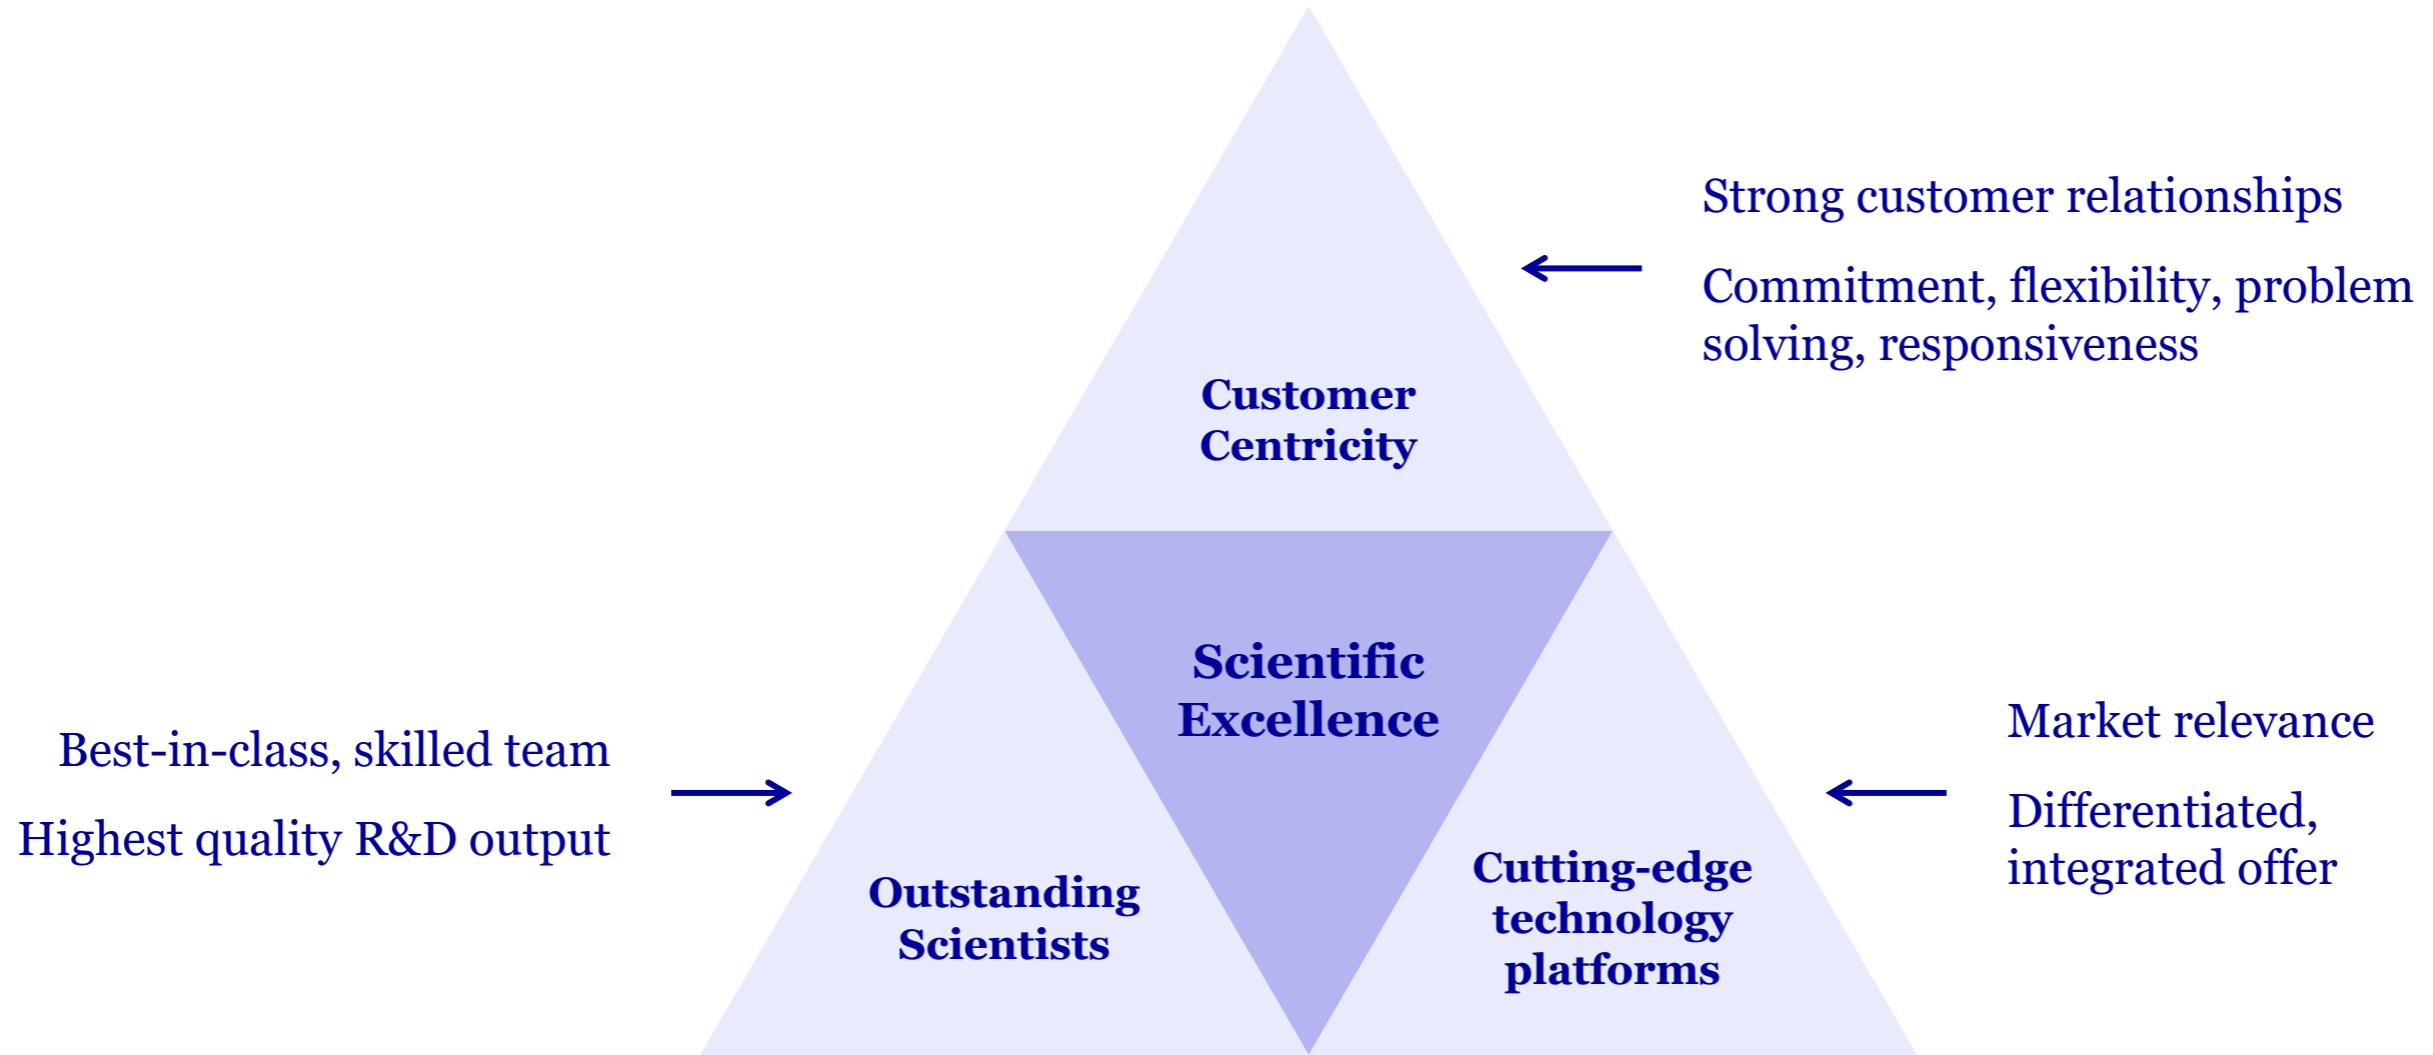 Strong customer relationships
Commitment, flexibility, problem
solving, responsiveness
Customer
Centricity
Scientific
Excellence
Best-in-class, skilled team
Highest quality R&D output
Market relevance
Differentiated,
integrated offer
Outstanding
Scientists
Cutting-edge
technology
platforms